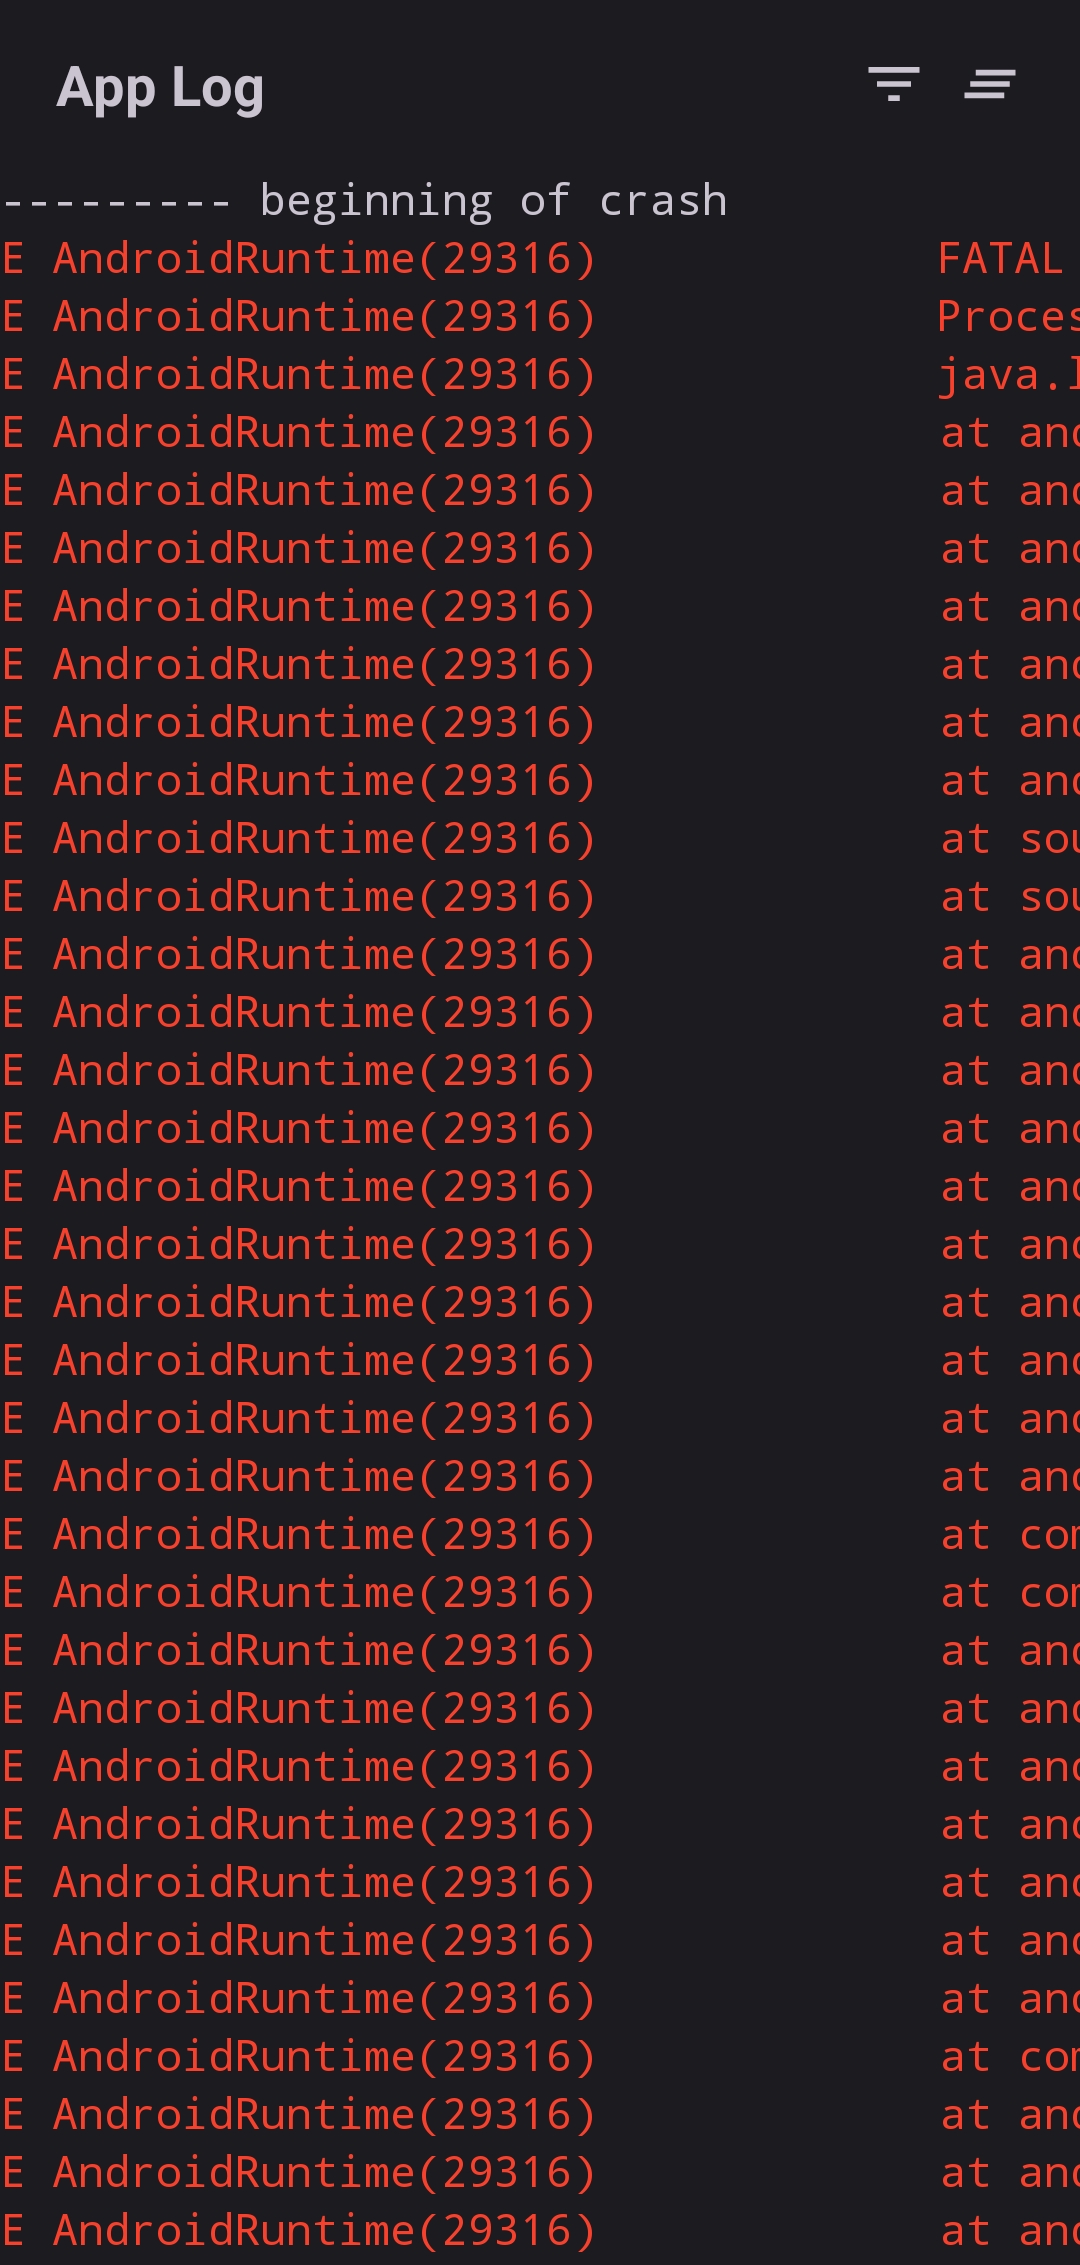 App Log
--------- beginning of crash
E AndroidRuntime(29316) FATAL
E AndroidRuntime(29316) Proces
E AndroidRuntime(29316) java.l
E AndroidRuntime(29316) at and
E AndroidRuntime(29316) at and
E AndroidRuntime(29316) at and
E AndroidRuntime(29316) at and
E AndroidRuntime(29316) at and
E AndroidRuntime(29316) at and
E AndroidRuntime(29316) at and
E AndroidRuntime(29316) at sou
E AndroidRuntime(29316) at sou
E AndroidRuntime(29316) at and
E AndroidRuntime(29316) at and
E AndroidRuntime(29316) at and
E AndroidRuntime(29316) at and
E AndroidRuntime(29316) at and
E AndroidRuntime(29316) at and
E AndroidRuntime(29316) at and
E AndroidRuntime(29316) at and
E AndroidRuntime(29316) at and
E AndroidRuntime(29316) at and
E AndroidRuntime(29316) at com
E AndroidRuntime(29316) at com
E AndroidRuntime(29316) at and
E AndroidRuntime(29316) at and
E AndroidRuntime(29316) at and
E AndroidRuntime(29316) at and
E AndroidRuntime(29316) at and
E AndroidRuntime(29316) at and
E AndroidRuntime(29316) at and
E AndroidRuntime(29316) at com
E AndroidRuntime(29316) at and
E AndroidRuntime(29316) at and
E AndroidRuntime(29316) at and